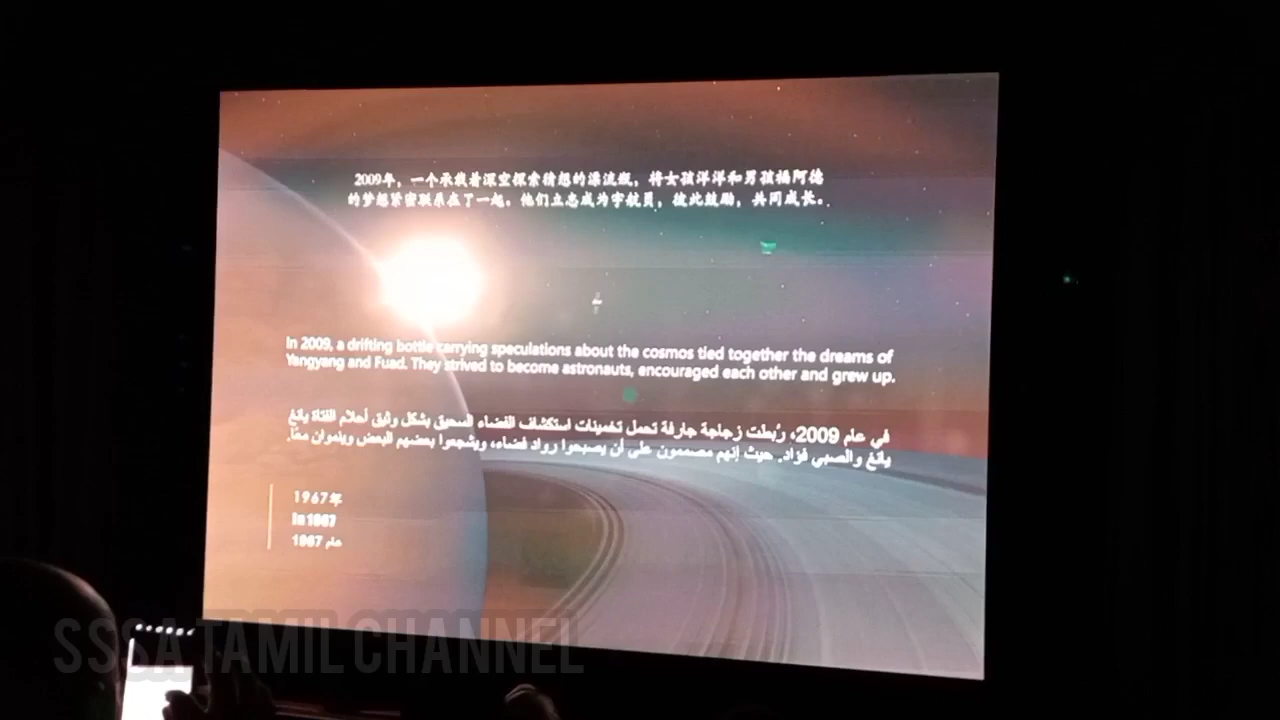 2009年，一个承载着深空探索猜想的漂流瓶，将女孩洋洋和男孩福阿德
的梦想紧密联系在了一起。他们立志成为宇航员，彼此鼓励，共同成长。
In 2009, a drifting bottle carrying speculations about the cosmos tied together the dreams of
Yangyang and Fuad. They strived to become astronauts, encouraged each other and grew up.
في عام 2009، رُبطت زجاجة جارفة تحمل تخمينات استكشاف الفضاء السحيق بشكل وثيق أحلام الفتاة يانغ
يانغ والصبي فؤاد. حيث إنهم مصممون على أن يصبحوا رواد فضاء، ويشجعوا بعضهم البعض وينموان معًا.
1967年
In 1967
عام 1967
SSSA TAMIL CHANNEL